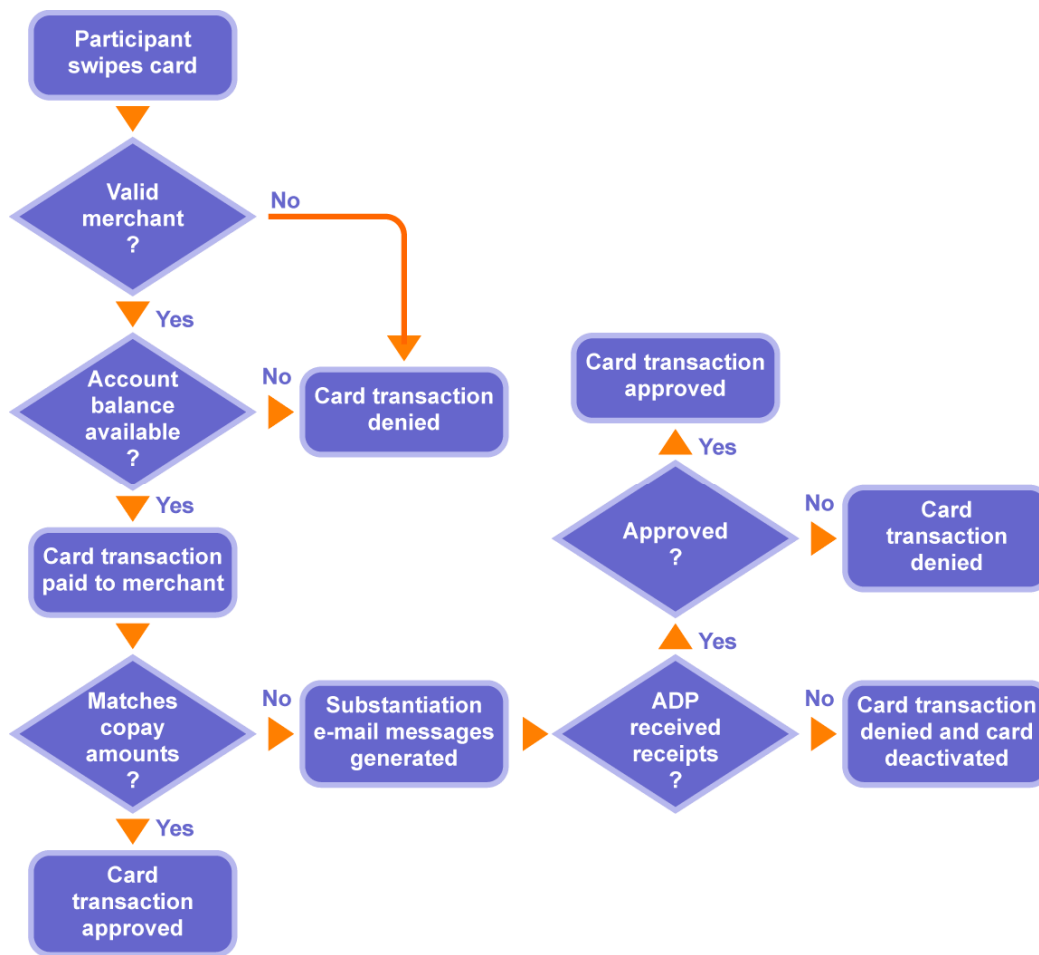 Participant
swipes card
Valid
merchant
?
No
Yes
Account
balance
available
?
No
Card transaction
denied
Yes
Card transaction
paid to merchant
Matches
copay
amounts
?
No
Substantiation
e-mail messages
generated
Yes
Card
transaction
approved
ADP
received
receipts
?
No
Card transaction
denied and card
deactivated
Yes
Approved
?
No
Card
transaction
denied
Yes
Card transaction
approved